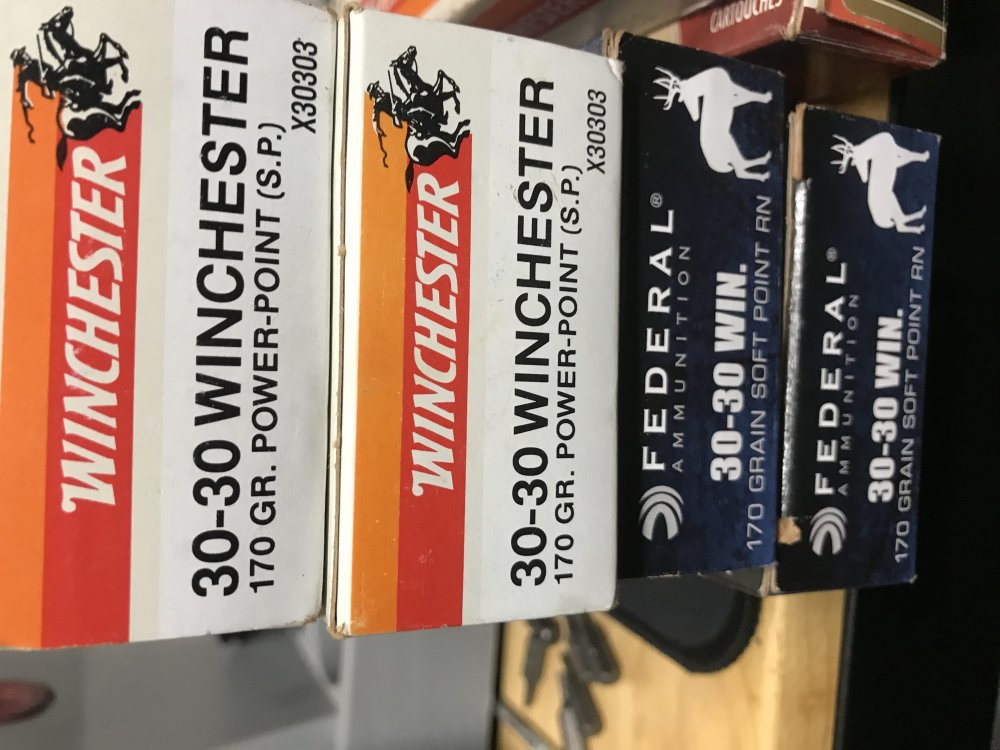 WINCHESTER
30-30 WINCHESTER
170 GR. POWER-POINT (S.P.)
X30303
WINCHESTER
30-30 WINCHESTER
170 GR. POWER-POINT (S.P.)
X30303
FEDERAL®
AMMUNITION
30-30 WIN.
170 GRAIN SOFT POINT RN
FEDERAL®
AMMUNITION
30-30 WIN.
170 GRAIN SOFT POINT RN
CARTOUCHES